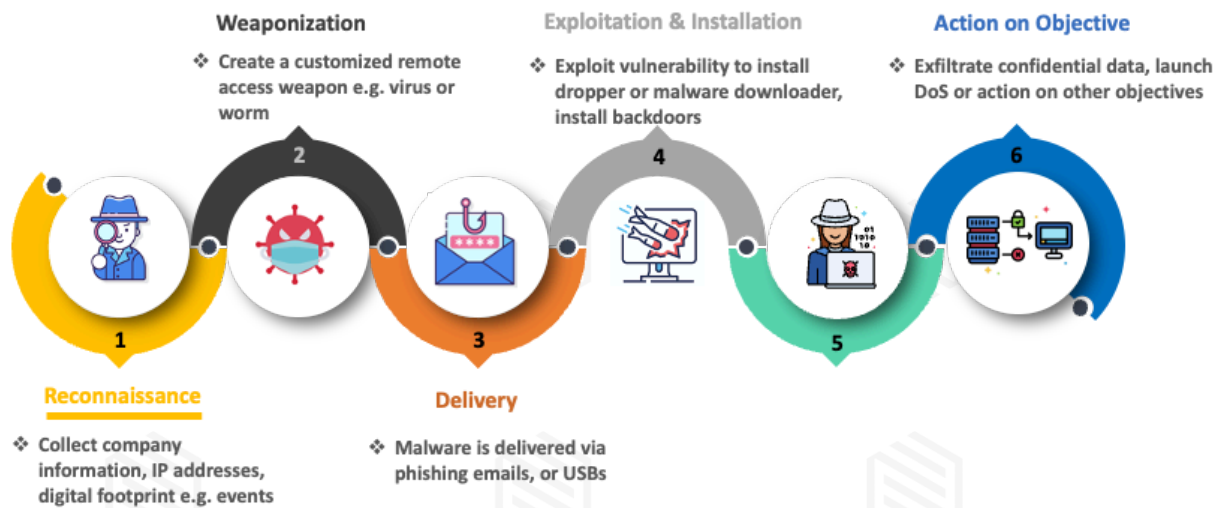 Weaponization
❖ Create a customized remote
access weapon e.g. virus or
worm
Exploitation & Installation
❖ Exploit vulnerability to install
dropper or malware downloader,
install backdoors
Action on Objective
❖ Exfiltrate confidential data, launch
DoS or action on other objectives
2
4
6
01
1010
10
****
1
3
5
Reconnaissance
❖ Collect company
information, IP addresses,
digital footprint e.g. events
Delivery
❖ Malware is delivered via
phishing emails, or USBs